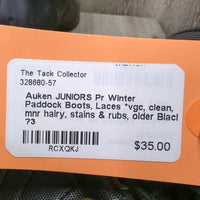 The Tack Collector
328680-57
Auken JUNIORS Pr Winter
Paddock Boots, Laces *vgc, clean,
mnr hairy, stains & rubs, older Blacl
?3
RCXQKJ
$35.00